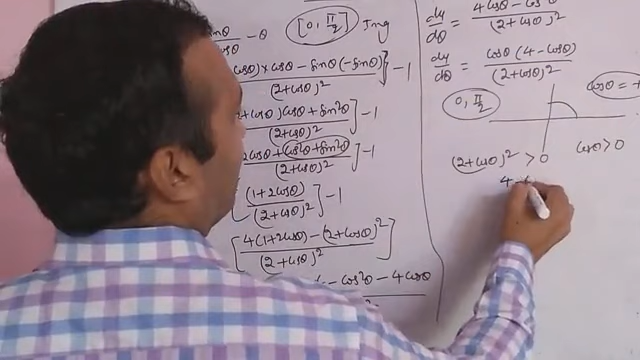 sinθ
cosθ - θ [0, π/2] Ing
cosθ) × cosθ - sinθ(-sinθ)} -1
(2+cosθ)²
2+cosθ) cosθ + sin²θ] -1
(2+cosθ)²
2cosθ + cos²θ + sin²θ] -1
(2+cosθ)²
(1+2cosθ)] -1
(2+cosθ)²
[4(1+2cosθ) - (2+cosθ)²]
(2+cosθ)²
- cos²θ - 4cosθ
dy/dθ = 4cosθ - cos²θ
(2+cosθ)²
dy/dθ = cosθ (4-cosθ)
(2+cosθ)²
0, π/2 cosθ = +
(2+cosθ)² > 0 cosθ > 0
4 -